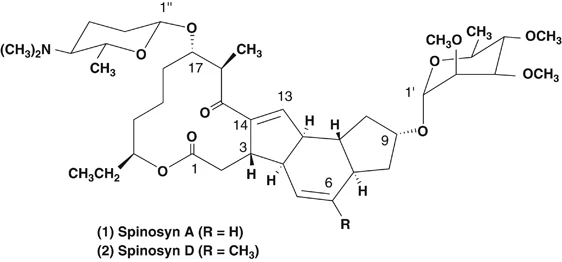 1"
O
(CH₃)₂N
O
CH₃
17
CH₃
O
13
14
H
H
O
3
1
O
CH₃CH₂
H
H
6
H
R
9
O
1'
O
CH₃O
O
CH₃
OCH₃
OCH₃
(1) Spinosyn A (R = H)
(2) Spinosyn D (R = CH₃)